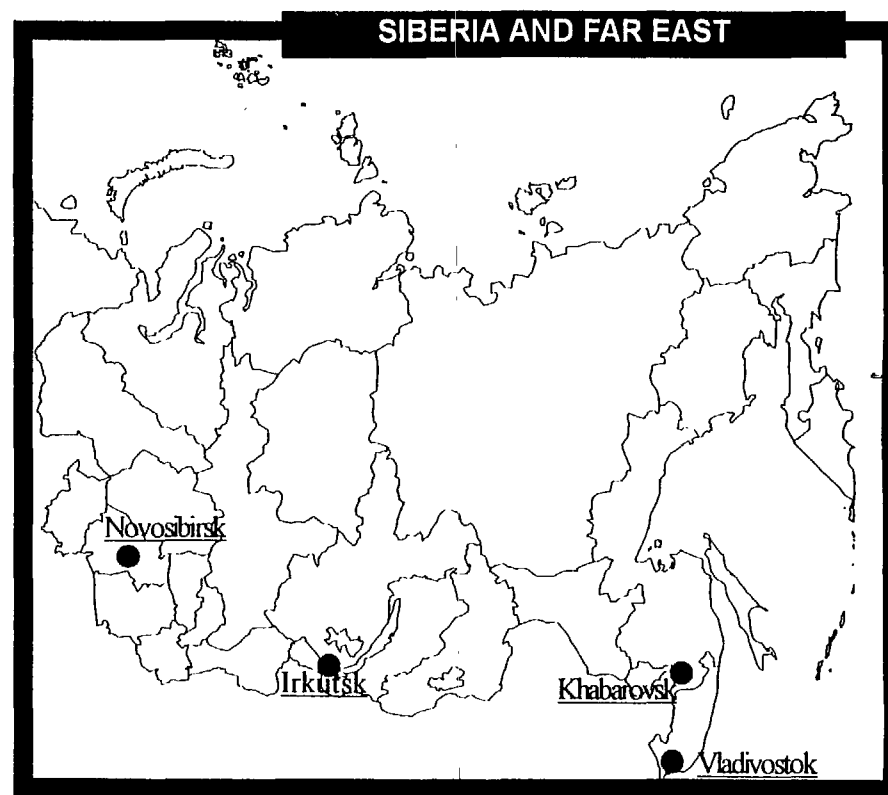 SIBERIA AND FAR EAST
Novosibirsk
Irkutsk
Khabarovsk
Vladivostok